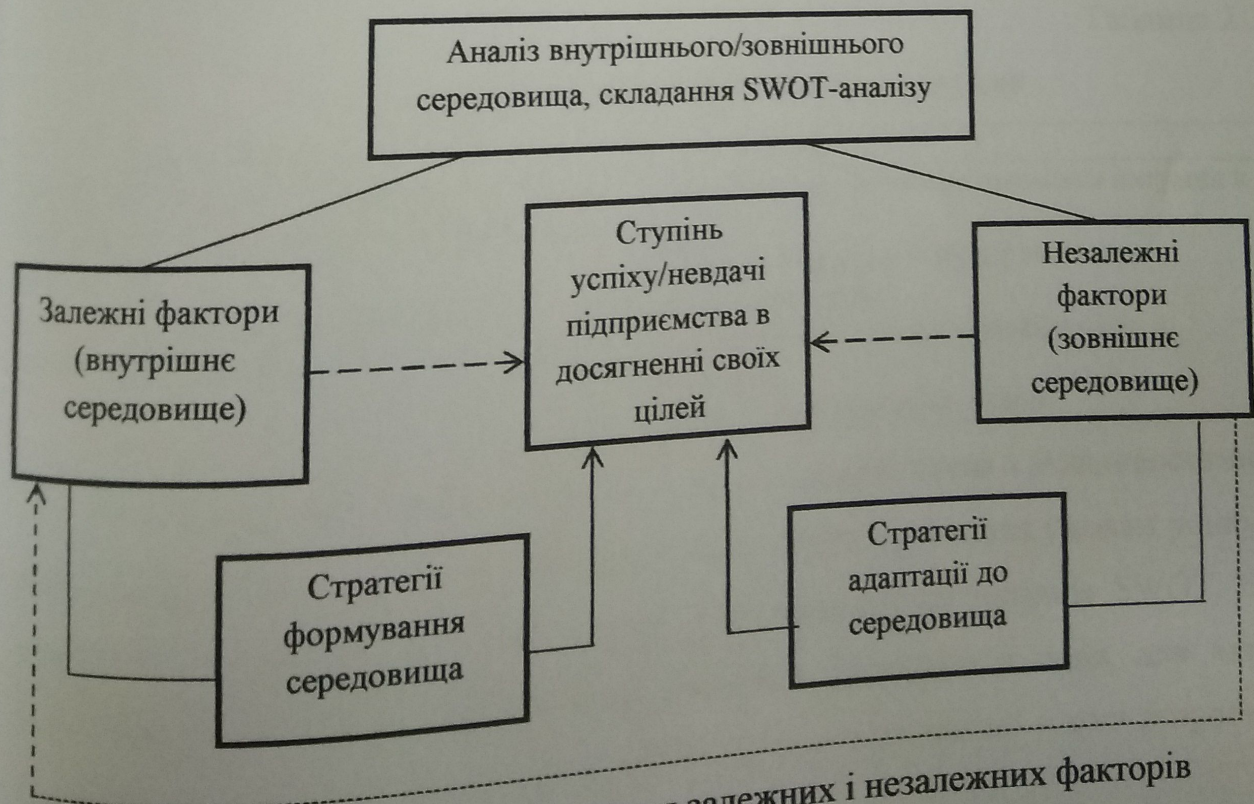 Аналіз внутрішнього/зовнішнього
середовища, складання SWOT-аналізу
Ступінь
успіху/невдачі
підприємства в
досягненні своїх
цілей
Залежні фактори
(внутрішнє
середовище)
Незалежні
фактори
(зовнішнє
середовище)
Стратегії
формування
середовища
Стратегії
адаптації до
середовища
залежних і незалежних факторів